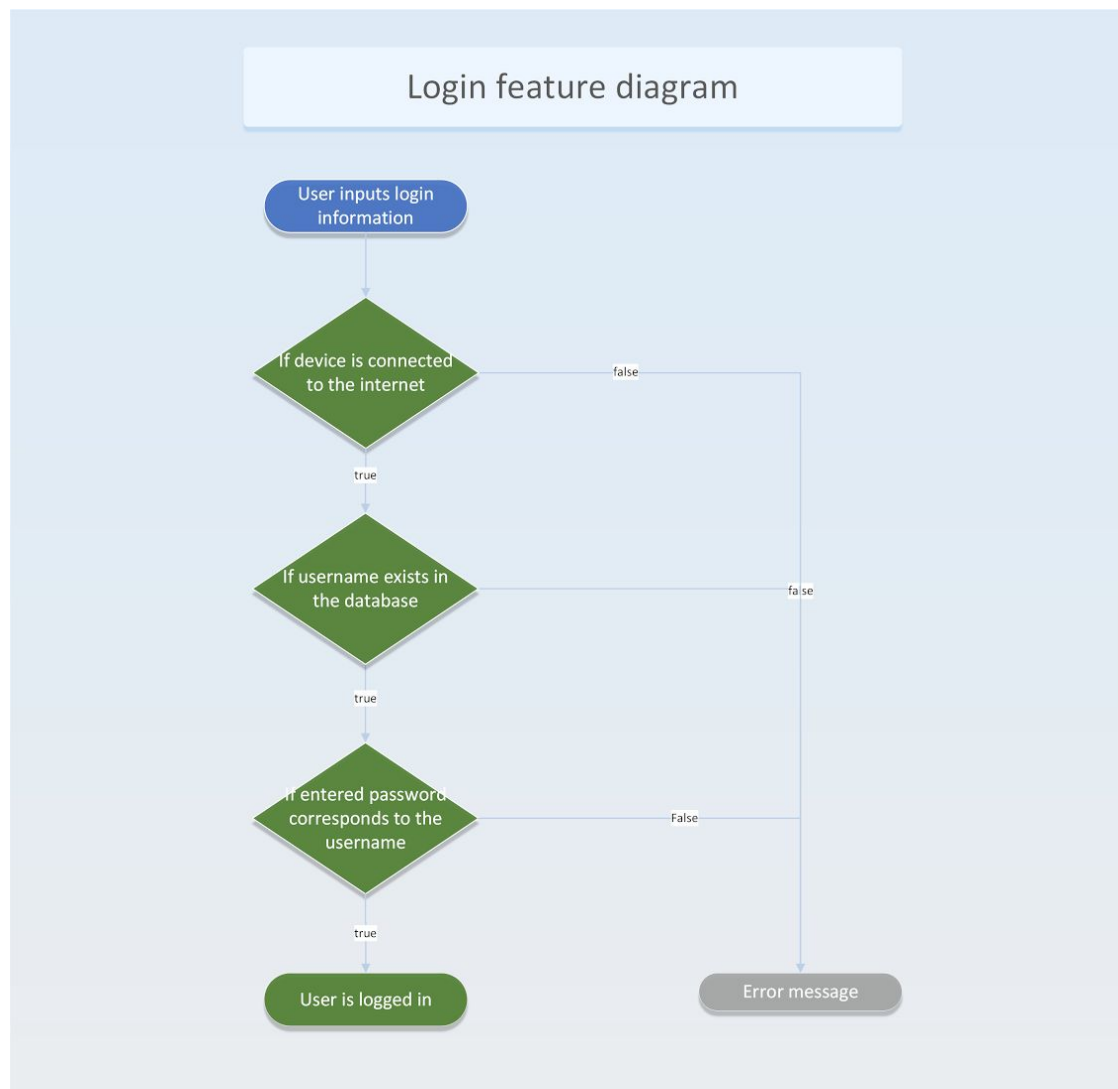 Login feature diagram
User inputs login
information
If device is connected
to the internet
false
true
If username exists in
the database
false
true
If entered password
corresponds to the
username
False
true
User is logged in
Error message